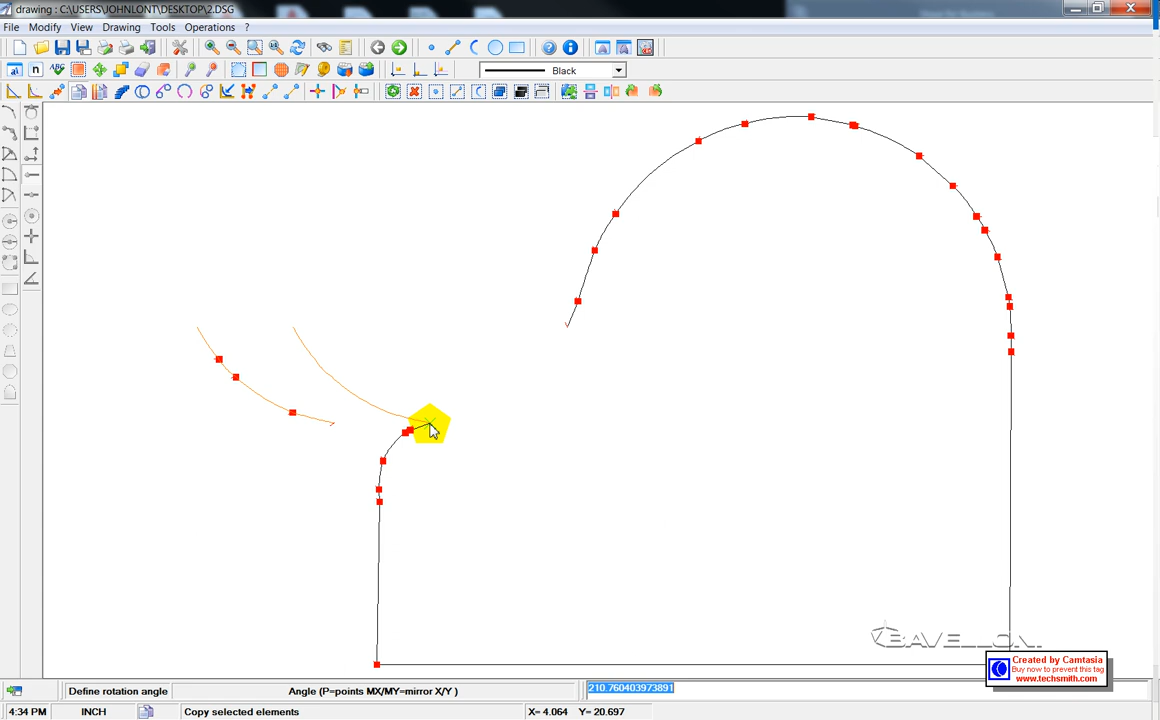 drawing : C:\USERS\JOHNLONT\DESKTOP\2.DSG
File Modify View Drawing Tools Operations ?
ABC
a n
Black
BAVELLONI
Created by Camtasia
Buy now to prevent this tag
www.techsmith.com
Define rotation angle Angle (P=points MX/MY=mirror X/Y ) 210.760403973891
4:34 PM INCH Copy selected elements X= 4.064 Y= 20.697